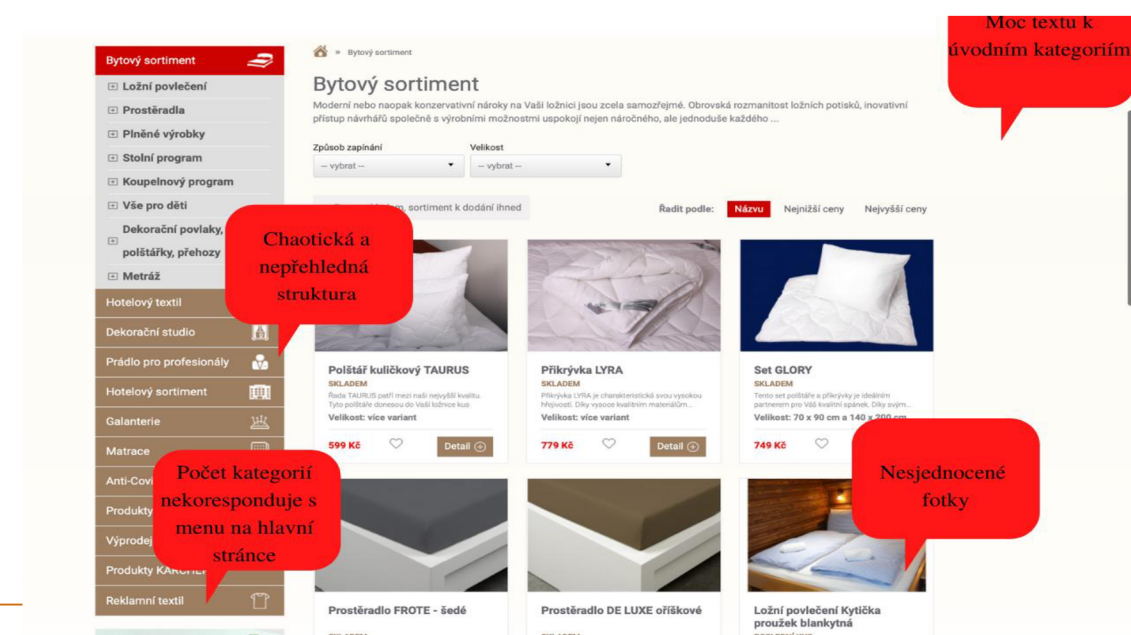 Moc textu k
úvodním kategoriím
Bytový sortiment
Ložní povlečení
Prostěradla
Plněné výrobky
Stolní program
Koupelnový program
Vše pro děti
Dekorační povlaky,
polštářky, přehozy
Metráž
Hotelový textil
Dekorační studio
Prádlo pro profesionály
Hotelový sortiment
Galanterie
Matrace
Anti-Covi
Produkty
Výprodej
Produkty
Reklamní textil
Chaotická a
nepřehledná
struktura
Počet kategorií
nekoresponduje s
menu na hlavní
stránce
» Bytový sortiment
Bytový sortiment
Moderní nebo naopak konzervativní nároky na Vaši ložnici jsou zcela samozřejmé. Obrovská rozmanitost ložních potisků, inovativní
přístup návrhářů společně s výrobními možnostmi uspokojí nejen náročného, ale jednoduše každého ...
Způsob zapínání
Velikost
-- vybrat --
-- vybrat --
sortiment k dodání ihned
Řadit podle: Názvu Nejnižší ceny Nejvyšší ceny
Polštář kuličkový TAURUS
SKLADEM
Řada TAURUS patří mezi naši nejvyšší kvalitu.
Tyto polštáře donesou do Vaší ložnice kus
Velikost: více variant
599 Kč
Detail
Přikrývka LYRA
SKLADEM
Přikrývka LYRA je charakteristická svou vysokou
hřejivostí. Díky vysoce kvalitním materiálům...
Velikost: více variant
779 Kč
Detail
Set GLORY
SKLADEM
Tento set polštáře a přikrývky je ideálním
partnerem pro Váš kvalitní spánek. Díky svým...
Velikost: 70 x 90 cm a 140 x 200 cm
749 Kč
Nesjednocené
fotky
Prostěradlo FROTE - šedé
Prostěradlo DE LUXE oříškové
Ložní povlečení Kytička
proužek blankytná